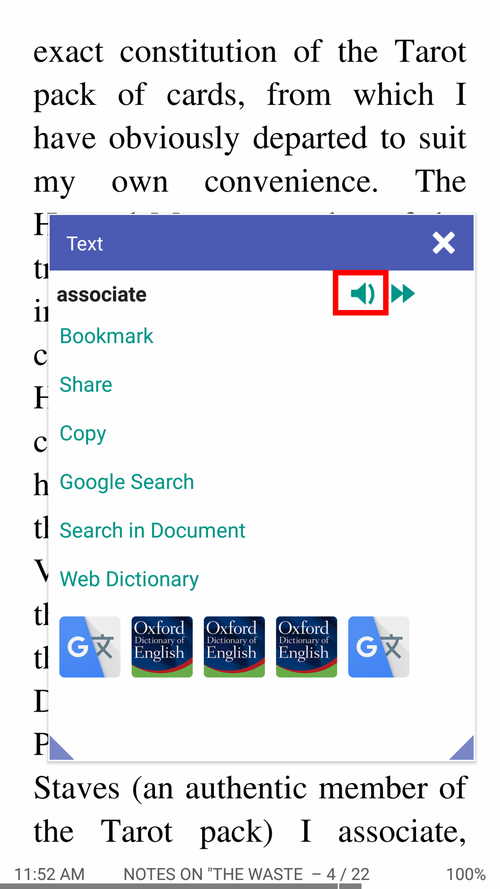 exact constitution of the Tarot
pack of cards, from which I
have obviously departed to suit
my own convenience. The
Text
associate
Bookmark
Share
Copy
Google Search
Search in Document
Web Dictionary
Oxford Dictionary of English
Oxford Dictionary of English
Oxford Dictionary of English
Staves (an authentic member of
the Tarot pack) I associate,
11:52 AM NOTES ON "THE WASTE – 4 / 22 100%